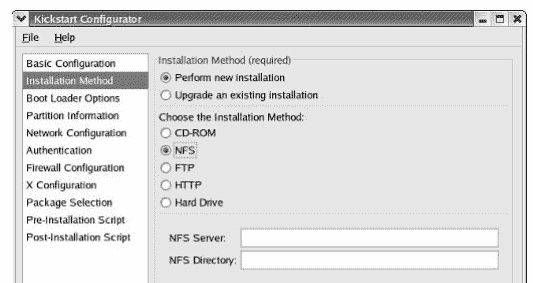 Kickstart Configurator
File Help
Basic Configuration
Installation Method
Boot Loader Options
Partition Information
Network Configuration
Authentication
Firewall Configuration
X Configuration
Package Selection
Pre-Installation Script
Post-Installation Script
Installation Method (required)
Perform new installation
Upgrade an existing installation
Choose the Installation Method:
CD-ROM
NFS
FTP
HTTP
Hard Drive
NFS Server:
NFS Directory: